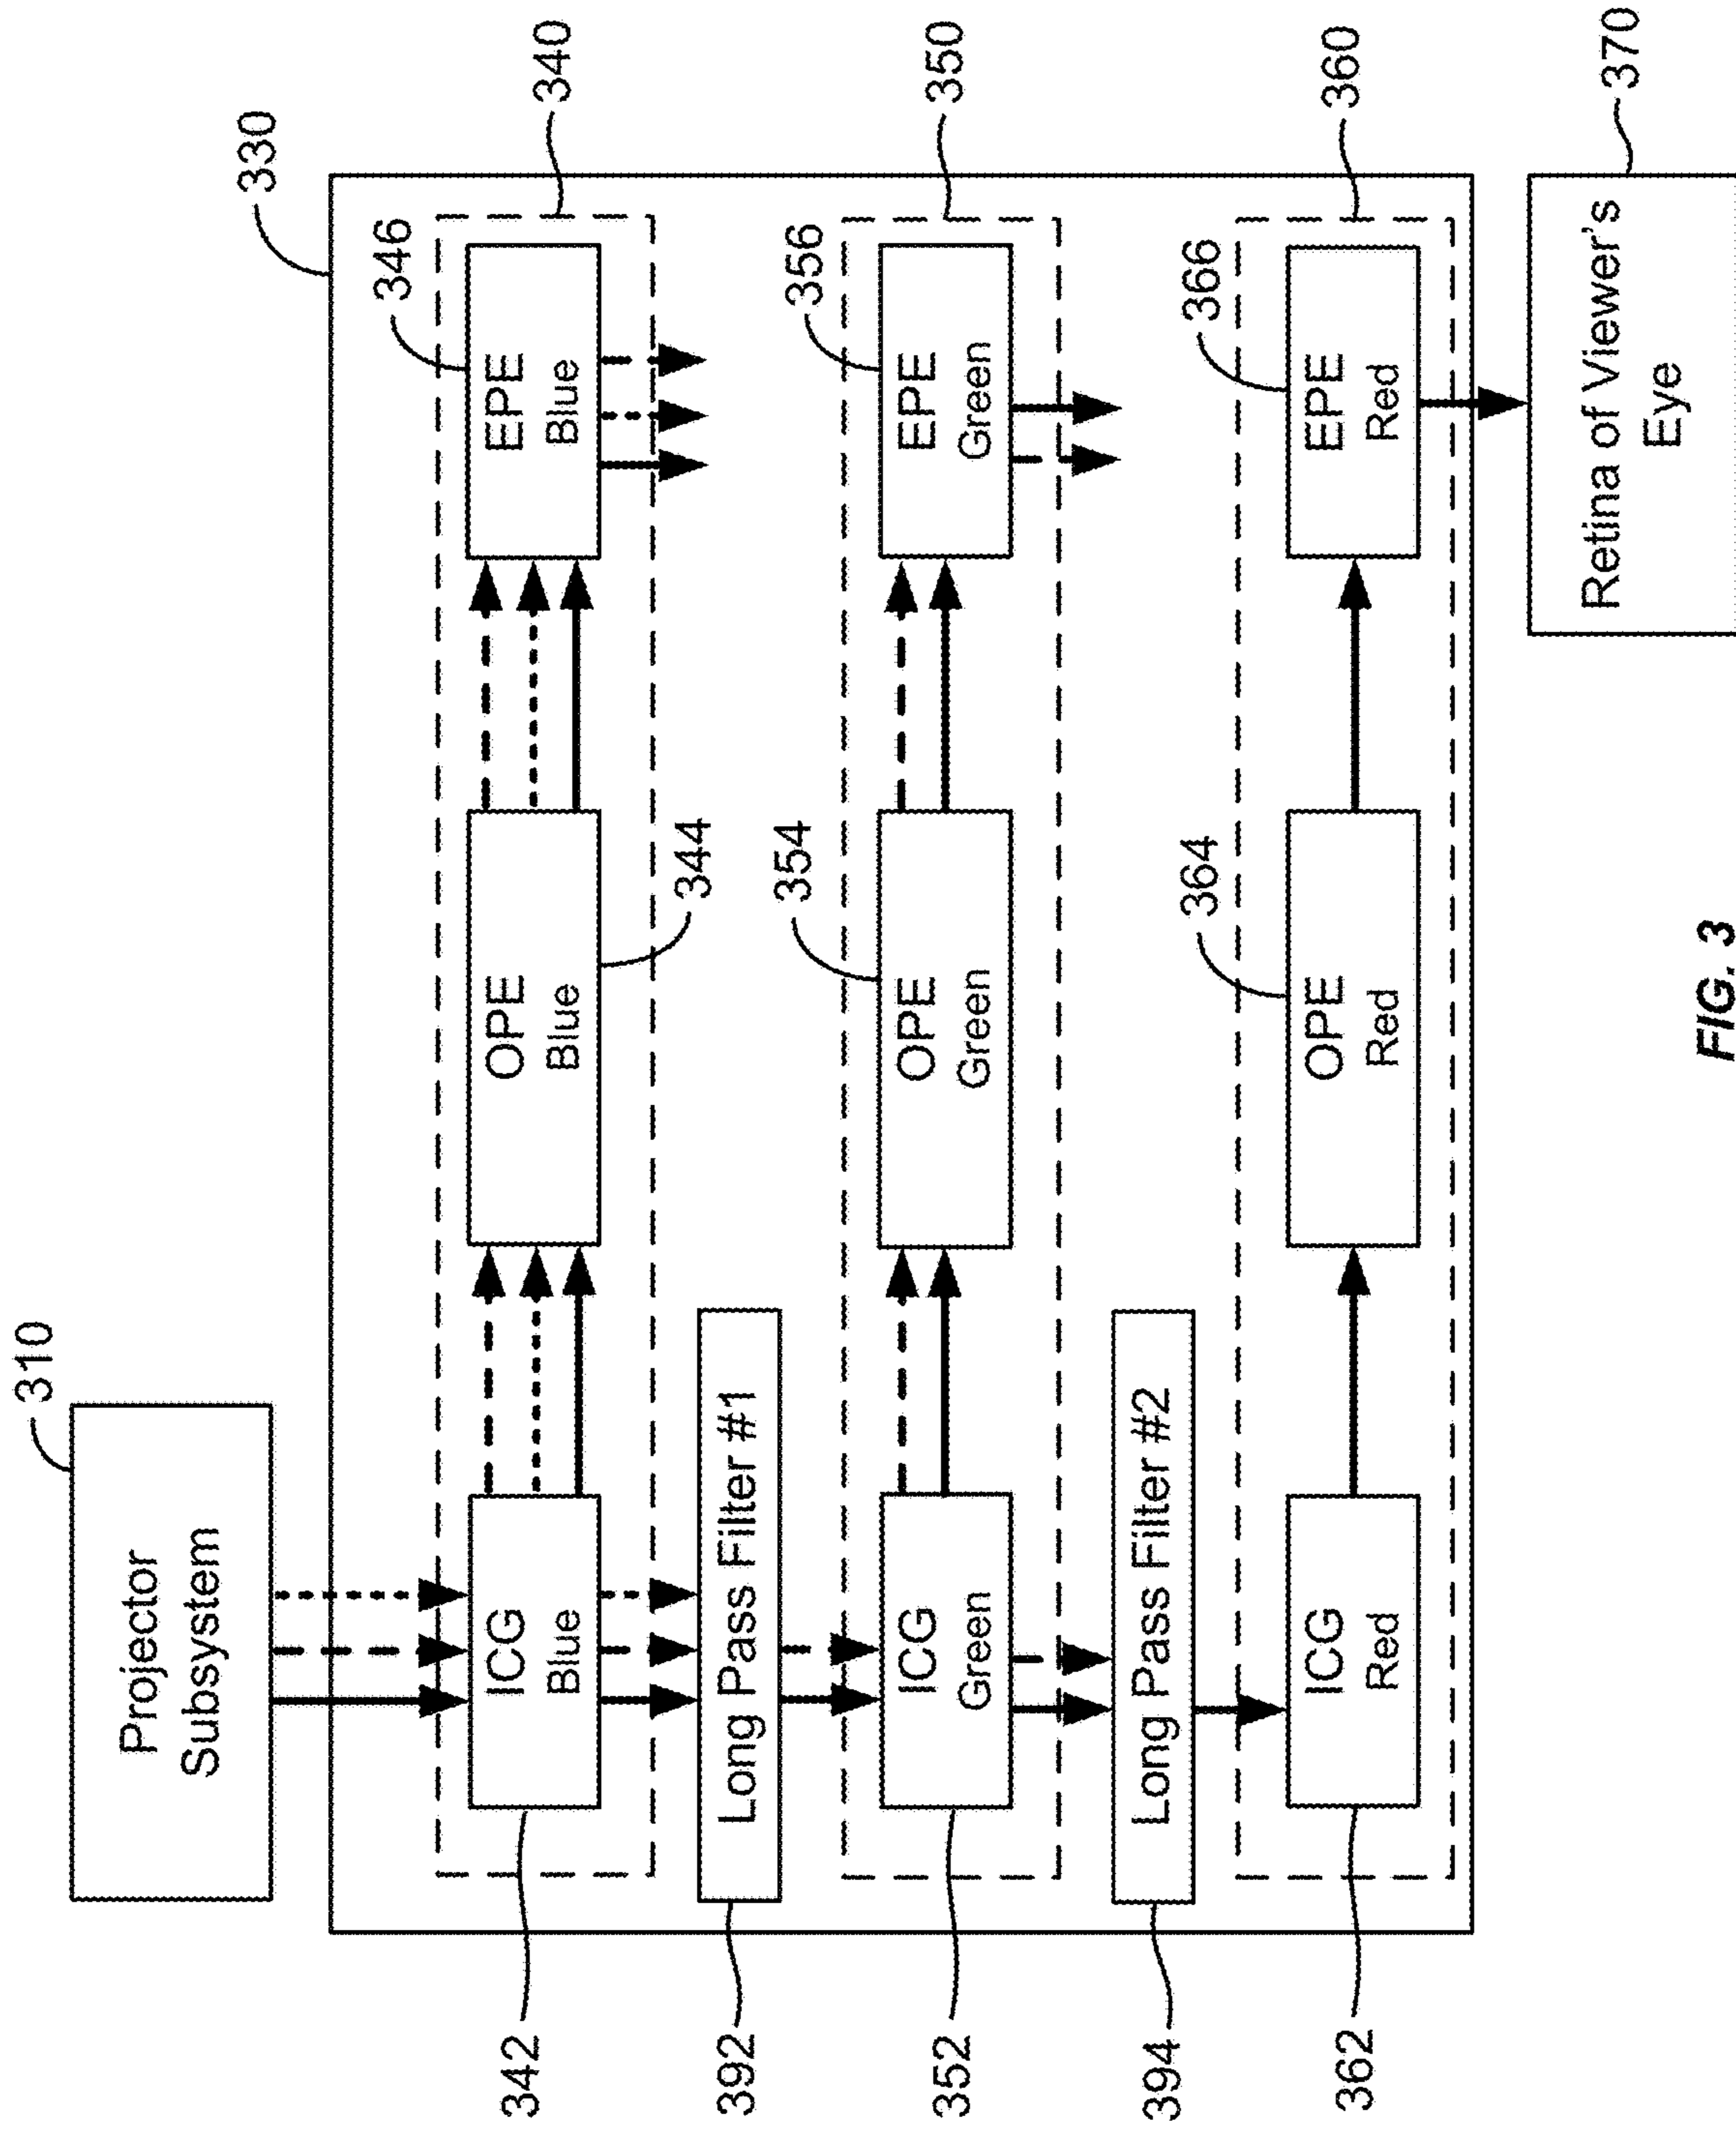 310
Projector
Subsystem
330
340
346
ICG
Blue
OPE
Blue
EPE
Blue
342
344
392
Long Pass Filter #1
350
354
356
ICG
Green
OPE
Green
EPE
Green
352
394
Long Pass Filter #2
360
364
366
ICG
Red
OPE
Red
EPE
Red
362
370
Retina of Viewer's
Eye
FIG. 3